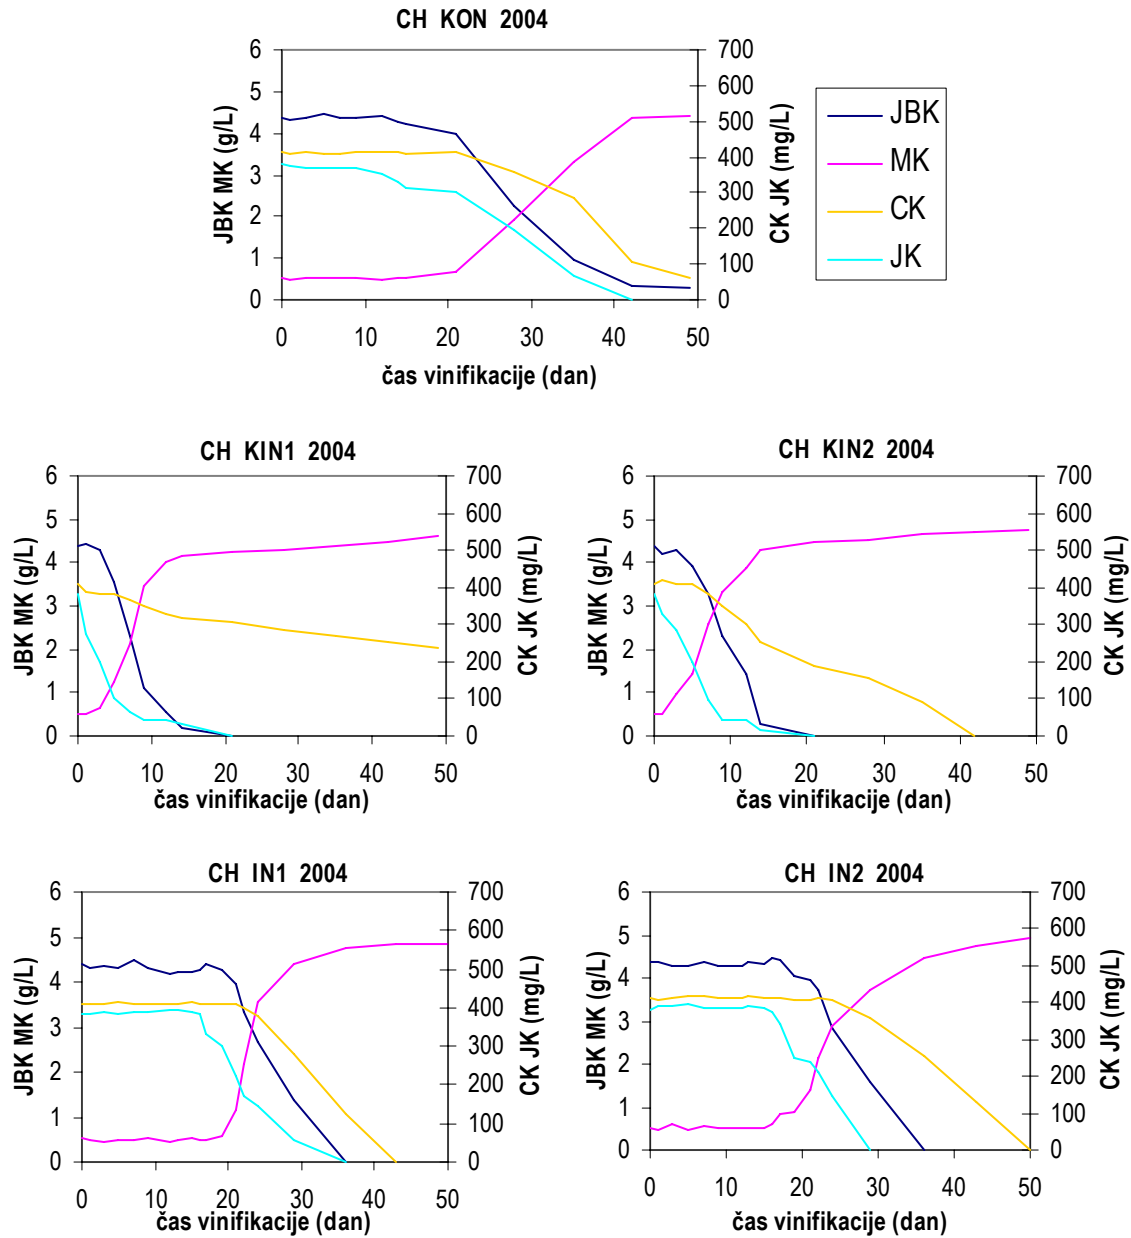 CH KON 2004
6
5
4
3
2
1
0
JBK MK (g/L)
700
600
500
400
300
200
100
0
CK JK (mg/L)
0 10 20 30 40 50
čas vinifikacije (dan)
JBK
MK
CK
JK
CH KIN1 2004
6
5
4
3
2
1
0
JBK MK (g/L)
700
600
500
400
300
200
100
0
CK JK (mg/L)
0 10 20 30 40 50
čas vinifikacije (dan)
CH KIN2 2004
6
5
4
3
2
1
0
JBK MK (g/L)
700
600
500
400
300
200
100
0
CK JK (mg/L)
0 10 20 30 40 50
čas vinifikacije (dan)
CH IN1 2004
6
5
4
3
2
1
0
JBK MK (g/L)
700
600
500
400
300
200
100
0
CK JK (mg/L)
0 10 20 30 40 50
čas vinifikacije (dan)
CH IN2 2004
6
5
4
3
2
1
0
JBK MK (g/L)
700
600
500
400
300
200
100
0
CK JK (mg/L)
0 10 20 30 40 50
čas vinifikacije (dan)